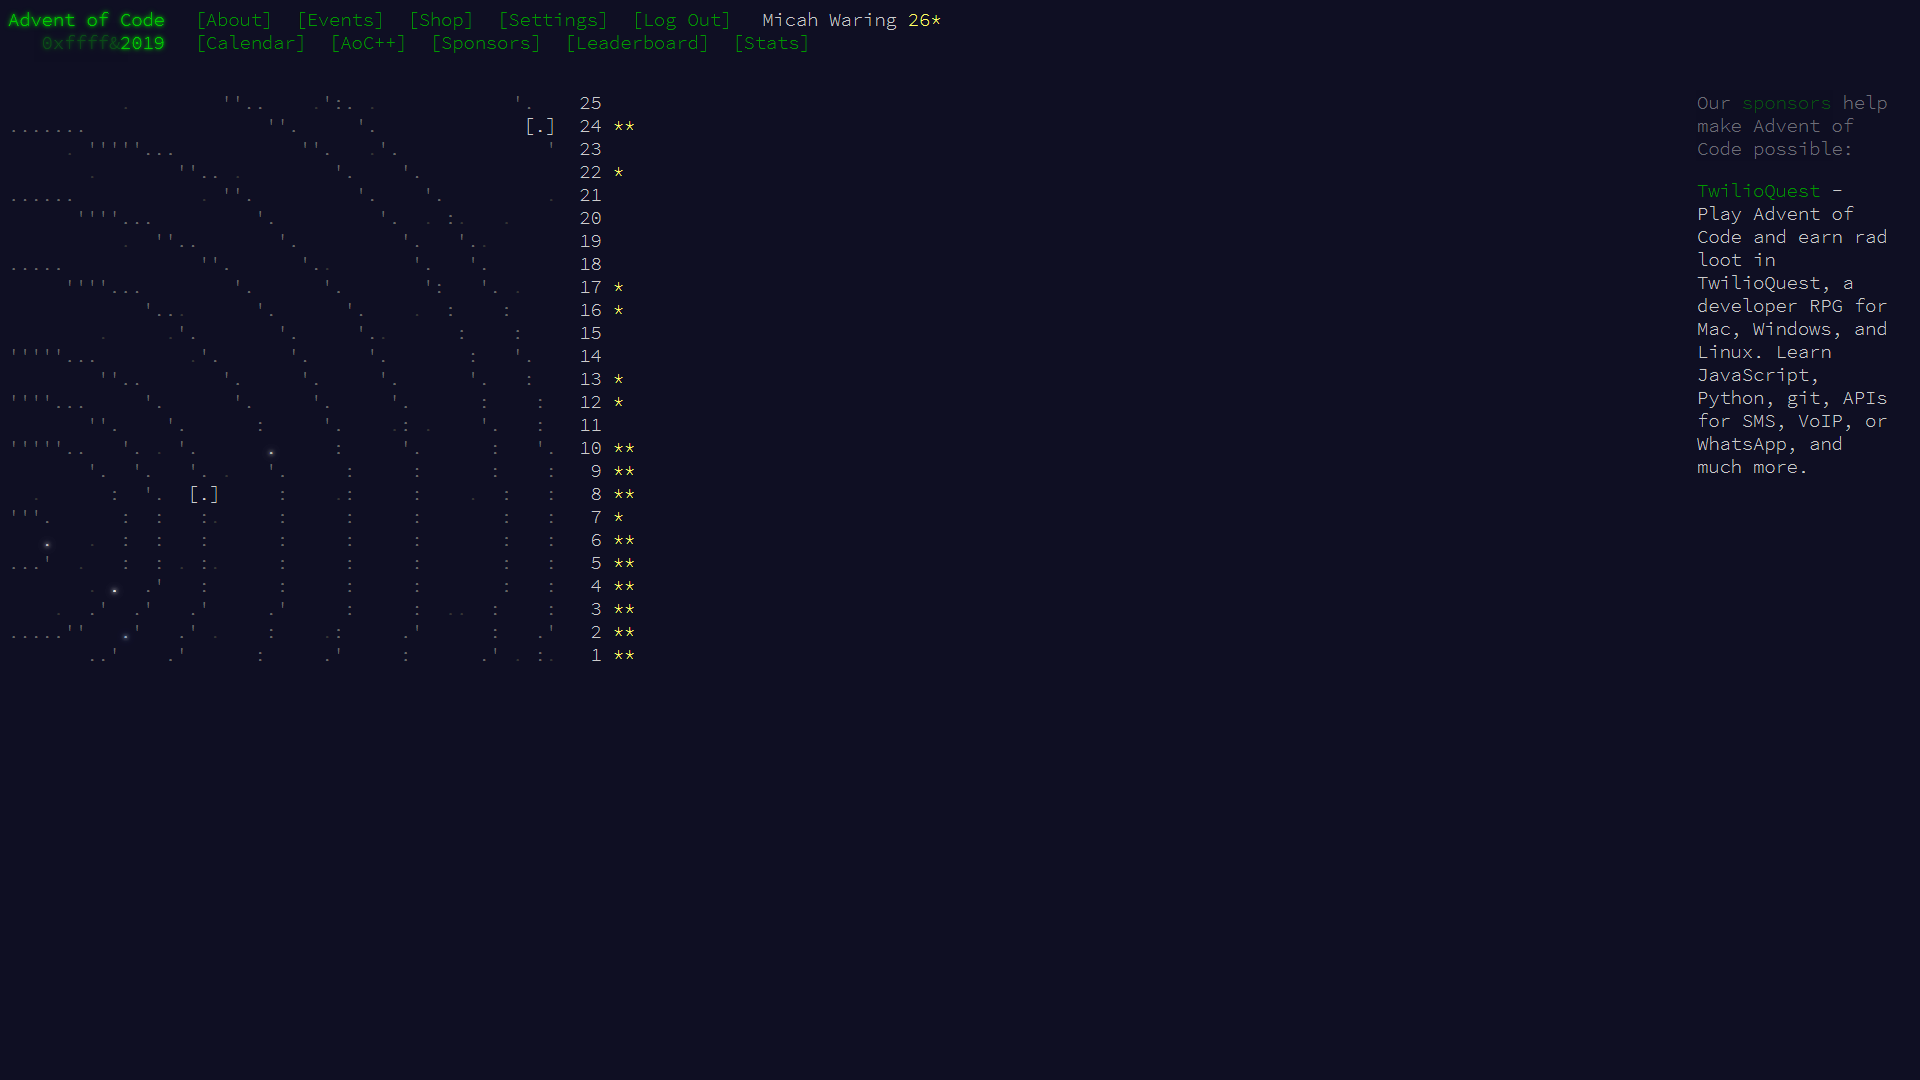 Advent of Code [About] [Events] [Shop] [Settings] [Log Out] Micah Waring 26*
0xffff&2019 [Calendar] [AoC++] [Sponsors] [Leaderboard] [Stats]
25
[.] 24 **
23
22 *
21
20
19
18
17 *
16 *
15
14
13 *
12 *
11
10 **
9 **
[.] 8 **
7 *
6 **
5 **
4 **
3 **
2 **
1 **
Our sponsors help
make Advent of
Code possible:
TwilioQuest -
Play Advent of
Code and earn rad
loot in
TwilioQuest, a
developer RPG for
Mac, Windows, and
Linux. Learn
JavaScript,
Python, git, APIs
for SMS, VoIP, or
WhatsApp, and
much more.